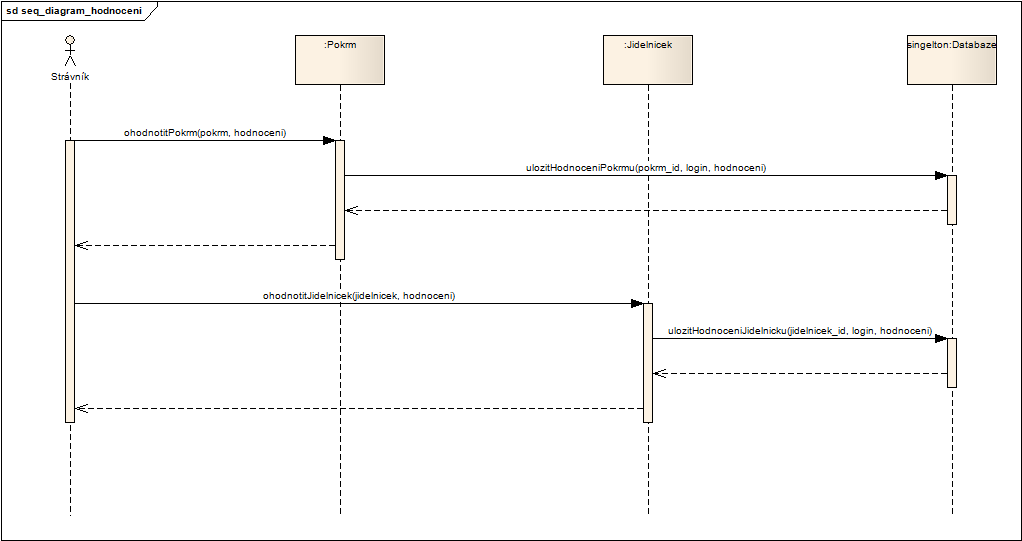 sd seq_diagram_hodnoceni
:Pokrm
:Jidelnicek
singelton:Databaze
Strávník
ohodnotitPokrm(pokrm, hodnoceni)
ulozitHodnoceniPokrmu(pokrm_id, login, hodnoceni)
ohodnotitJidelnicek(jidelnicek, hodnoceni)
ulozitHodnoceniJidelnicku(jidelnicek_id, login, hodnoceni)